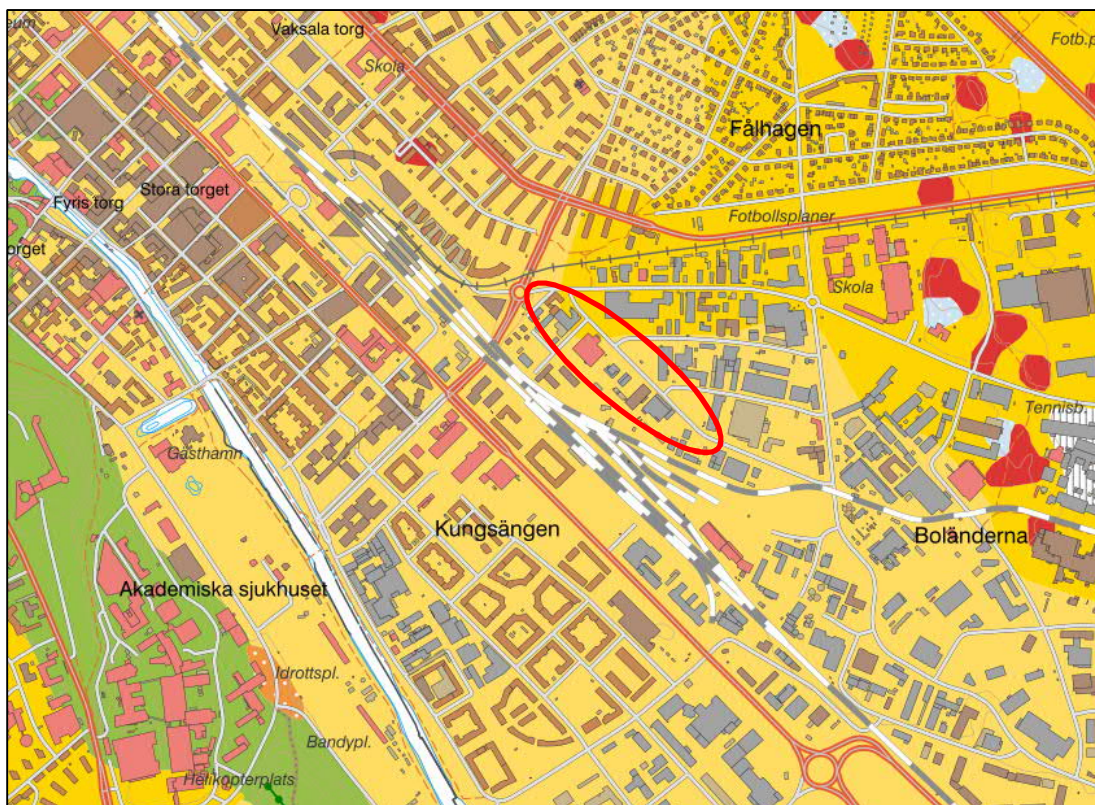 Vaksala torg
Skola
Fotb.p
Fålhagen
Stora torget
Fyris torg
Fotbollsplaner
orget
Skola
Tennisb.
Gästhamn
Kungsängen
Boländerna
Akademiska sjukhuset
Idrottspl.
Bandypl.
Helikopterplats